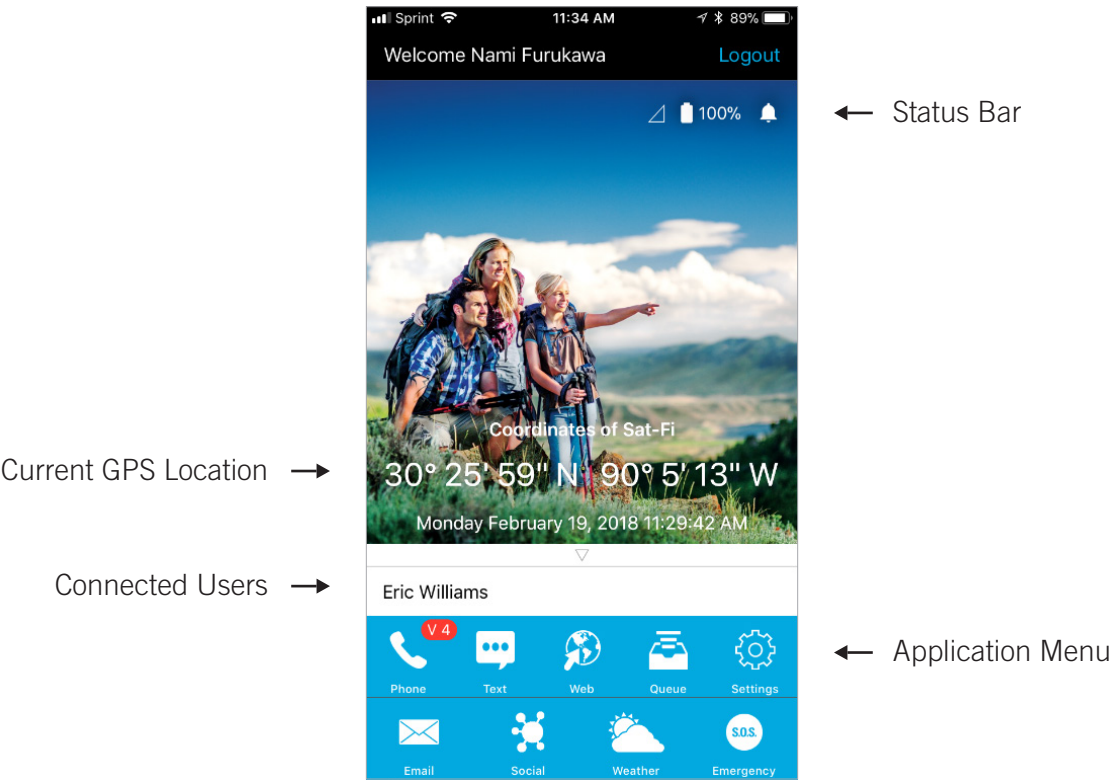 Sprint 11:34 AM 89%
Welcome Nami Furukawa Logout
100%
Status Bar
Coordinates of Sat-Fi
Current GPS Location
30° 25' 59" N 90° 5' 13" W
Monday February 19, 2018 11:29:42 AM
Connected Users
Eric Williams
V 4
Phone Text Web Queue Settings
Application Menu
S.O.S.
Email Social Weather Emergency